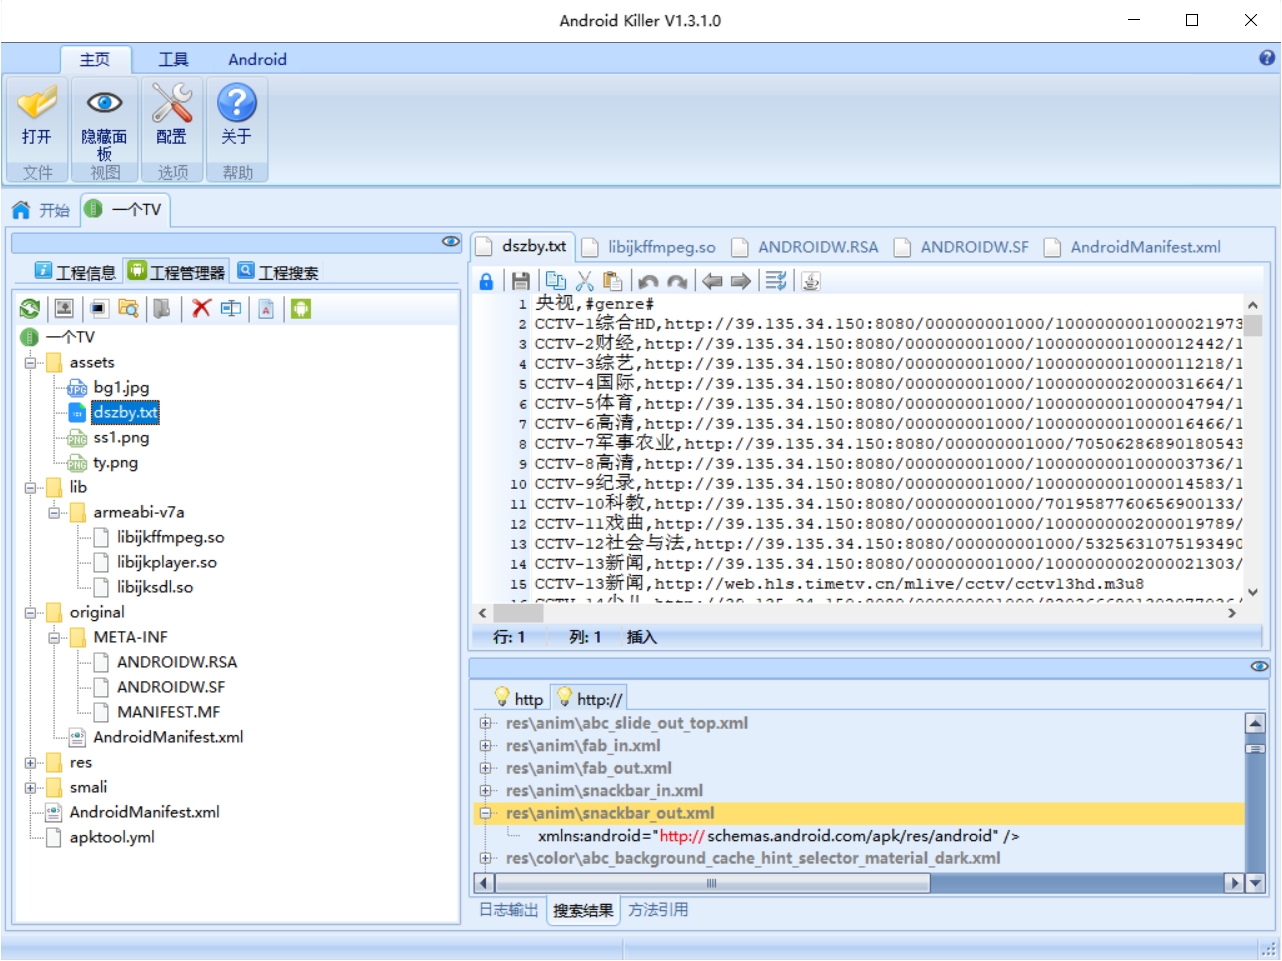 Android Killer V1.3.1.0
主页 工具 Android
打开 隐藏面板 配置 关于
文件 视图 选项 帮助
开始 一个TV
工程信息 工程管理器 工程搜索
一个TV
assets
bg1.jpg
dszby.txt
ss1.png
ty.png
lib
armeabi-v7a
libijkffmpeg.so
libijkplayer.so
libijksdl.so
original
META-INF
ANDROIDW.RSA
ANDROIDW.SF
MANIFEST.MF
AndroidManifest.xml
res
smali
AndroidManifest.xml
apktool.yml
dszby.txt libijkffmpeg.so ANDROIDW.RSA ANDROIDW.SF AndroidManifest.xml
1 央视,#genre#
2 CCTV-1综合HD,http://39.135.34.150:8080/000000001000/1000000001000021973
3 CCTV-2财经,http://39.135.34.150:8080/000000001000/1000000001000012442/1
4 CCTV-3综艺,http://39.135.34.150:8080/000000001000/1000000001000011218/1
5 CCTV-4国际,http://39.135.34.150:8080/000000001000/1000000002000031664/1
6 CCTV-5体育,http://39.135.34.150:8080/000000001000/1000000001000004794/1
7 CCTV-6高清,http://39.135.34.150:8080/000000001000/1000000001000016466/1
8 CCTV-7军事农业,http://39.135.34.150:8080/000000001000/70506286890180543
9 CCTV-8高清,http://39.135.34.150:8080/000000001000/1000000001000003736/1
10 CCTV-9纪录,http://39.135.34.150:8080/000000001000/1000000001000014583/1
11 CCTV-10科教,http://39.135.34.150:8080/000000001000/7019587760656900133/
12 CCTV-11戏曲,http://39.135.34.150:8080/000000001000/1000000002000019789/
13 CCTV-12社会与法,http://39.135.34.150:8080/000000001000/5325631075193490
14 CCTV-13新闻,http://39.135.34.150:8080/000000001000/1000000002000021303/
15 CCTV-13新闻,http://web.hls.timetv.cn/mlive/cctv/cctv13hd.m3u8
行: 1 列: 1 插入
http http://
res\anim\abc_slide_out_top.xml
res\anim\fab_in.xml
res\anim\fab_out.xml
res\anim\snackbar_in.xml
res\anim\snackbar_out.xml
xmlns:android="http://schemas.android.com/apk/res/android" />
res\color\abc_background_cache_hint_selector_material_dark.xml
日志输出 搜索结果 方法引用